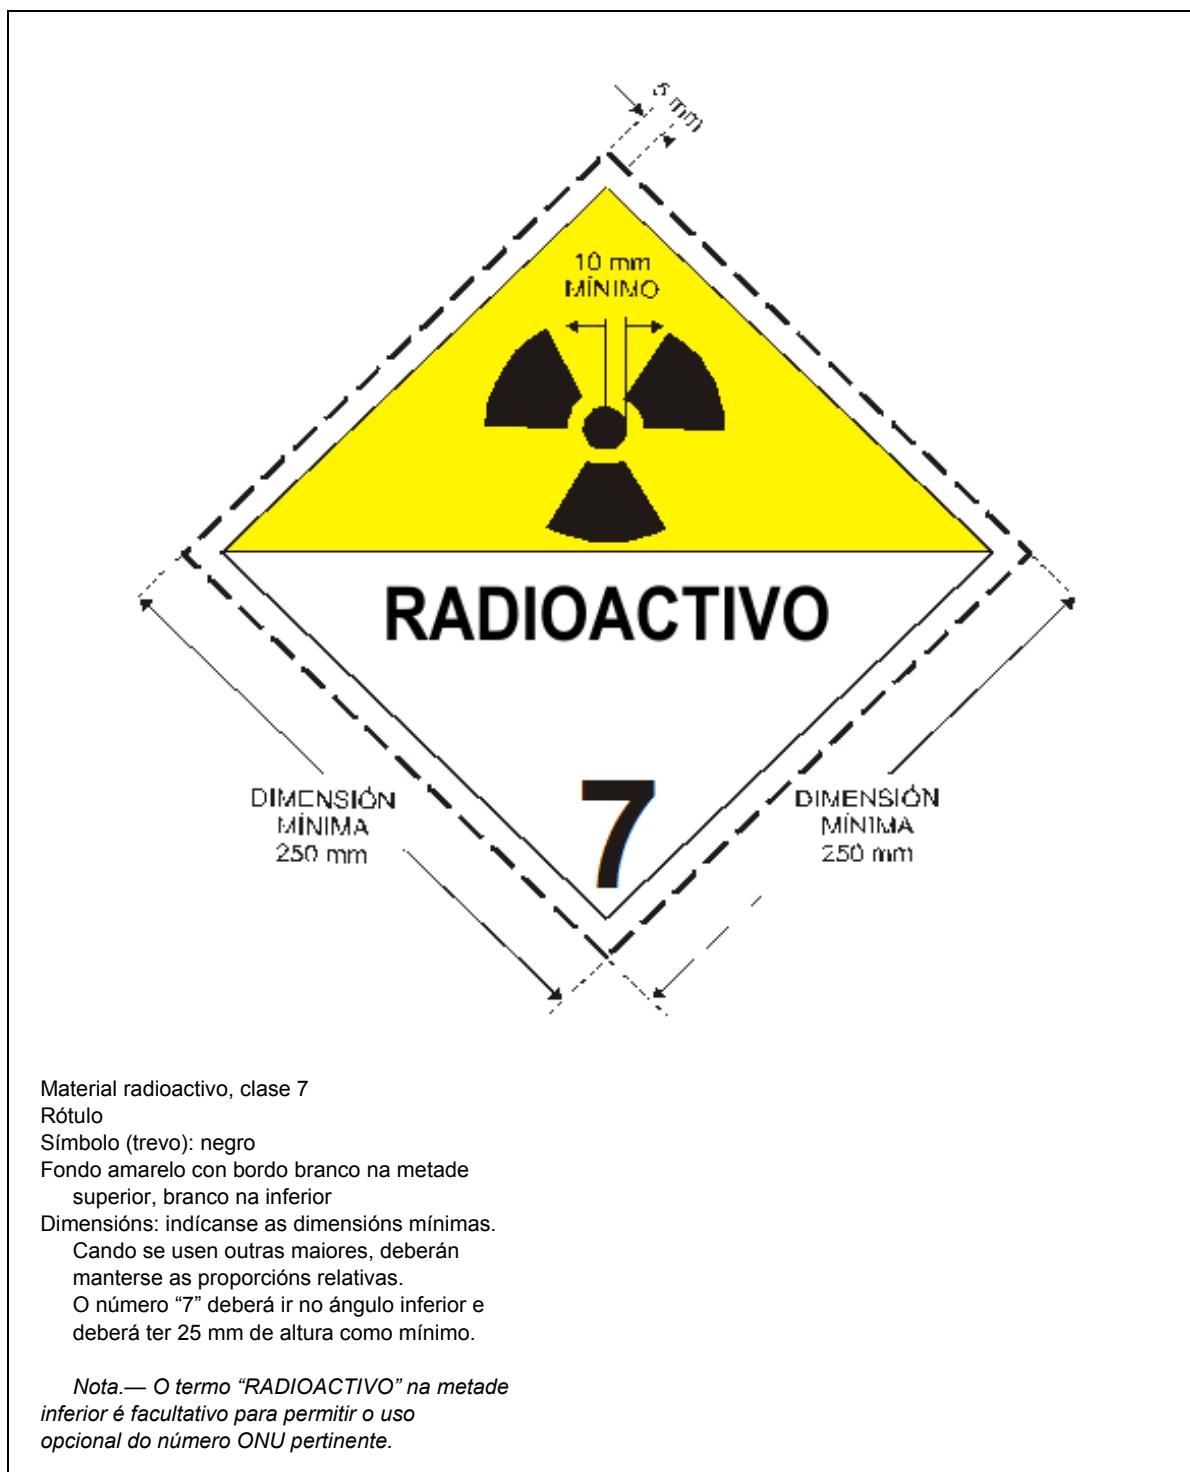 5 mm
10 mm
MÍNIMO
RADIOACTIVO
DIMENSIÓN
MÍNIMA
250 mm
7
DIMENSIÓN
MÍNIMA
250 mm
Material radioactivo, clase 7
Rótulo
Símbolo (trevo): negro
Fondo amarelo con bordo branco na metade
superior, branco na inferior
Dimensións: indícanse as dimensións mínimas.
Cando se usen outras maiores, deberán
manterse as proporcións relativas.
O número “7” deberá ir no ángulo inferior e
deberá ter 25 mm de altura como mínimo.
Nota.— O termo “RADIOACTIVO” na metade
inferior é facultativo para permitir o uso
opcional do número ONU pertinente.